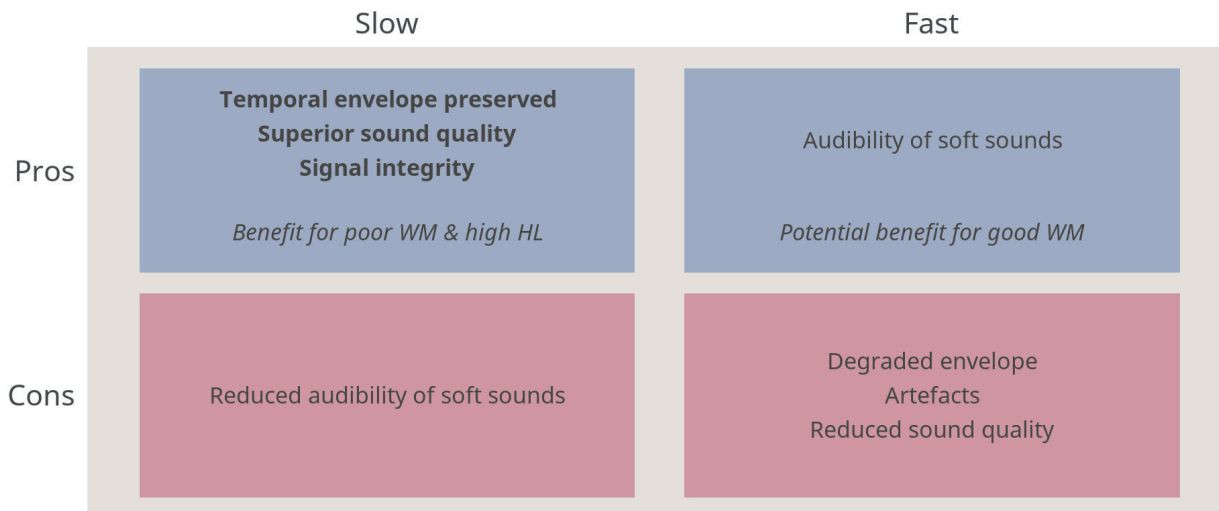 Slow
Fast
Pros
Temporal envelope preserved
Superior sound quality
Signal integrity
Benefit for poor WM & high HL
Audibility of soft sounds
Potential benefit for good WM
Cons
Reduced audibility of soft sounds
Degraded envelope
Artefacts
Reduced sound quality